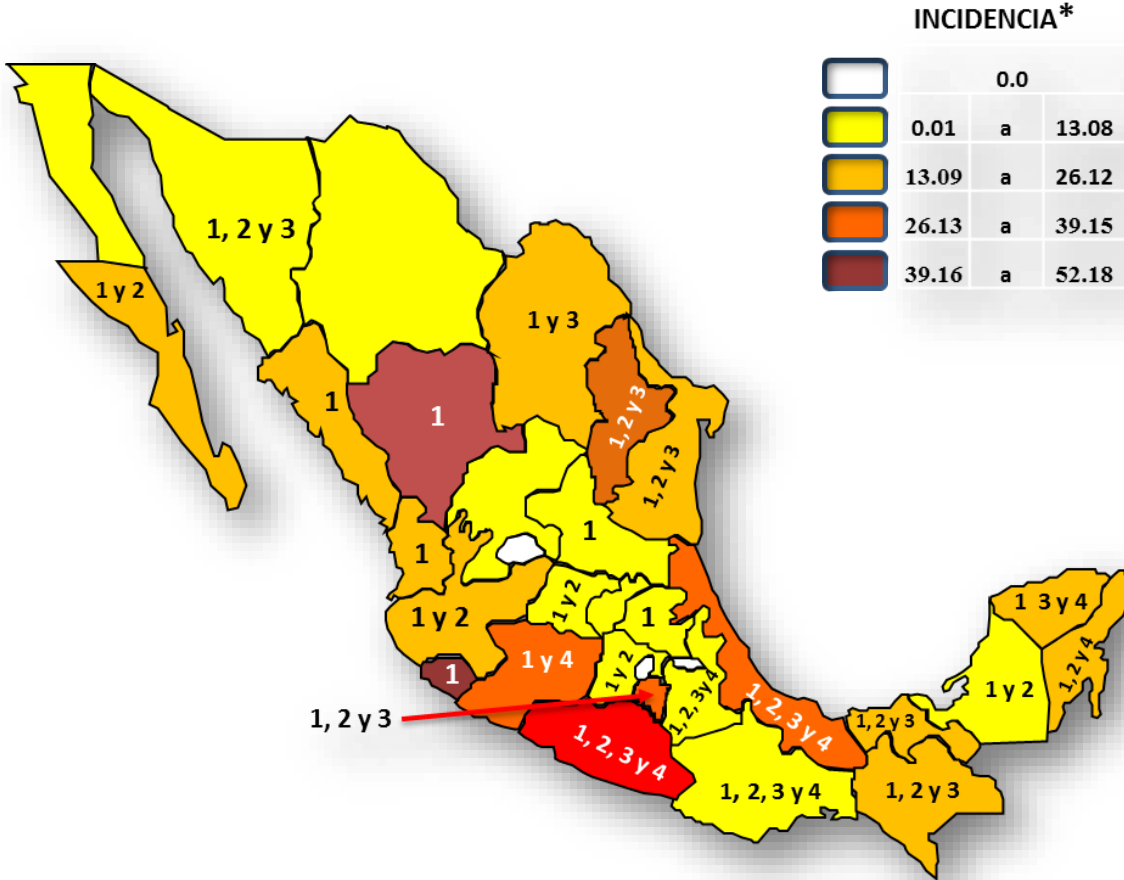 INCIDENCIA*
0.0
0.01 a 13.08
13.09 a 26.12
26.13 a 39.15
39.16 a 52.18
1, 2 y 3
1 y 2
1 y 3
1
1
1, 2 y 3
1, 2 y 3
1
1
1 y 2
1 y 2
1
1 y 4
1
1 y 2
1, 2, 3y 4
1, 2 y 3
1, 2, 3 y 4
1, 2, 3 y 4
1, 2, 3 y 4
1, 2 y 3
1, 2 y 3
1 y 2
1 3 y 4
1, 2 y 4